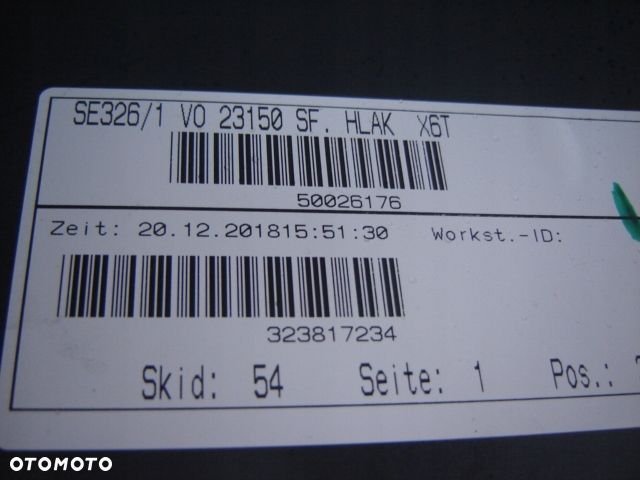 SE326/1 VO 23150 SF. HLAK X6T
50026176
Zeit: 20.12.201815:51:30 Workst.-ID:
323817234
Skid: 54 Seite: 1 Pos.:
OTOMOTO